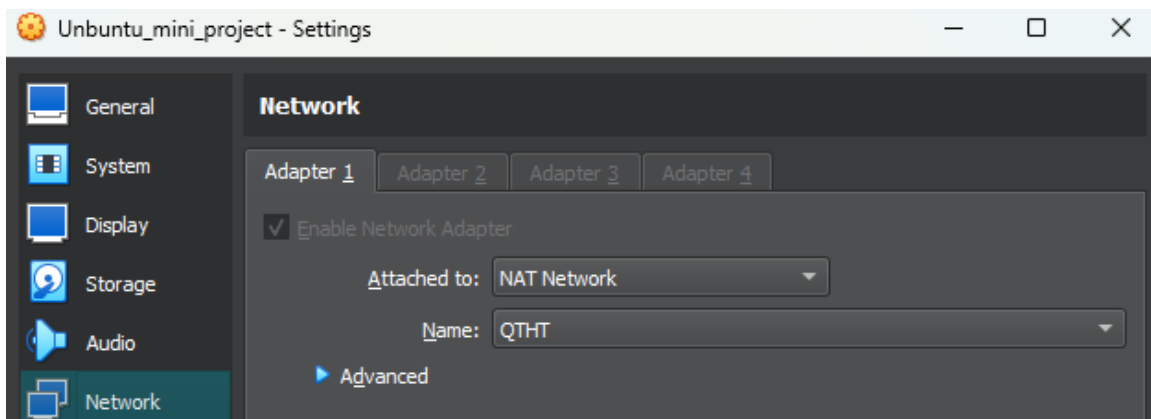 Unbuntu_mini_project - Settings
General
Network
System
Adapter 1 Adapter 2 Adapter 3 Adapter 4
Display
Enable Network Adapter
Storage
Attached to: NAT Network
Audio
Name: QTHT
Advanced
Network